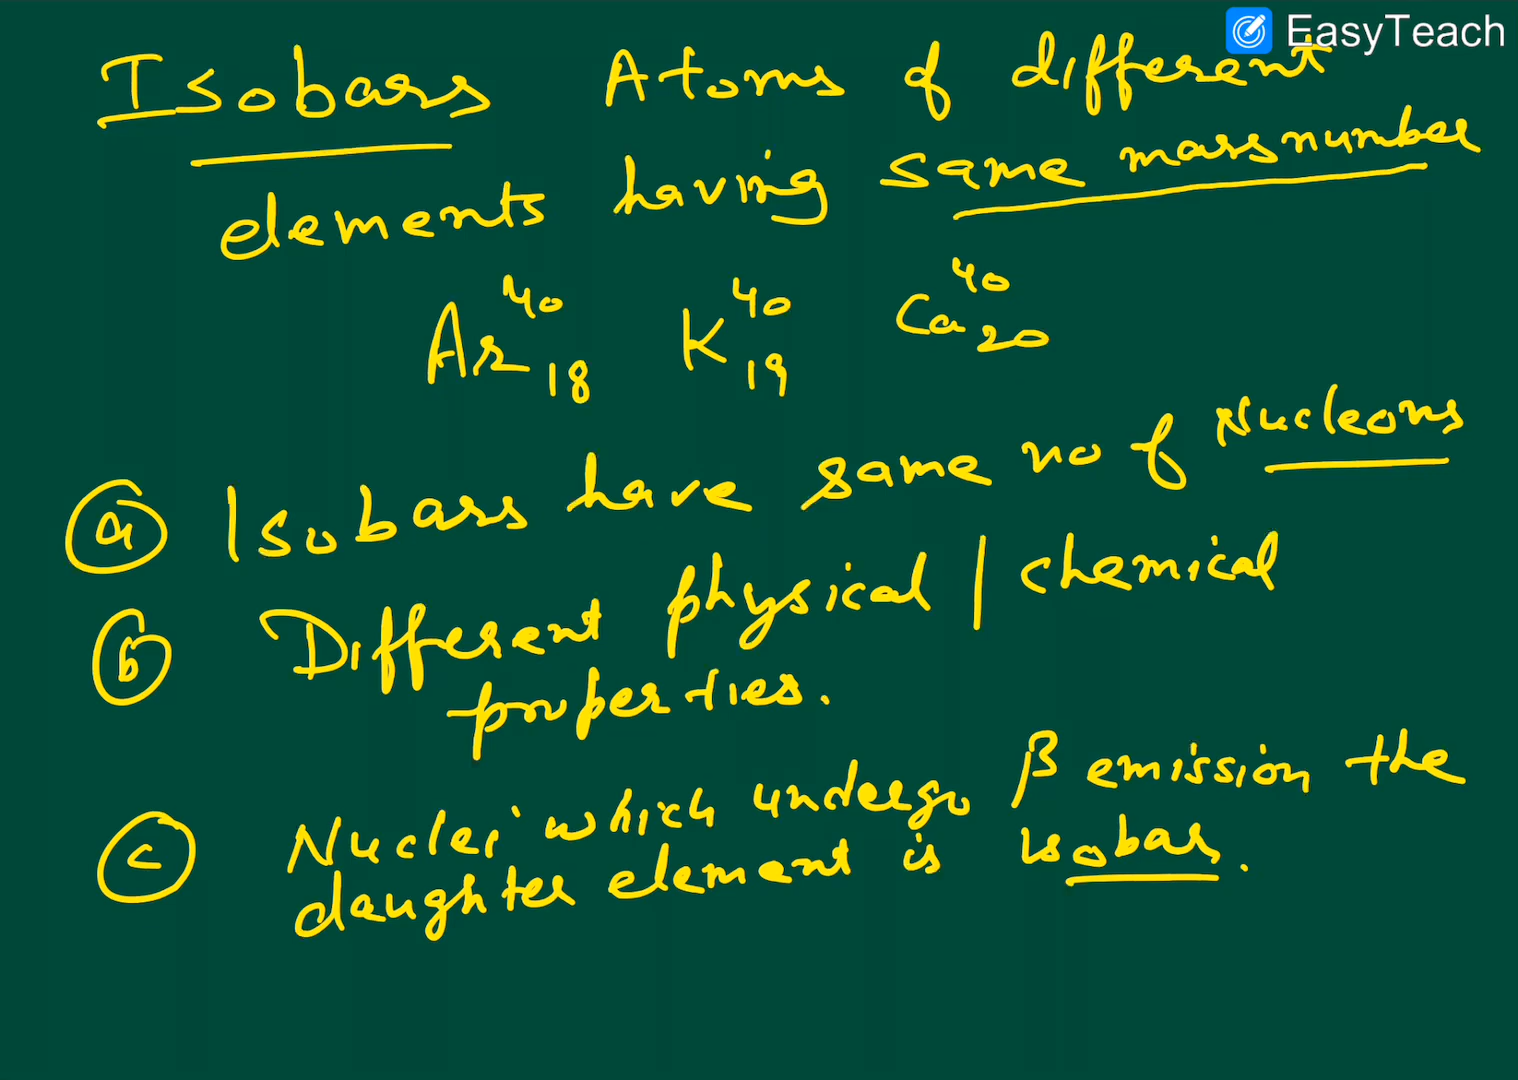 EasyTeach
Isobars Atoms of different
elements having same mass number
Ar 40 18 K 40 19 Ca 40 20
(a) Isobars have same no of Nucleons
(b) Different physical / chemical
properties.
(c) Nuclei which undergo β emission the
daughter element is isobar.